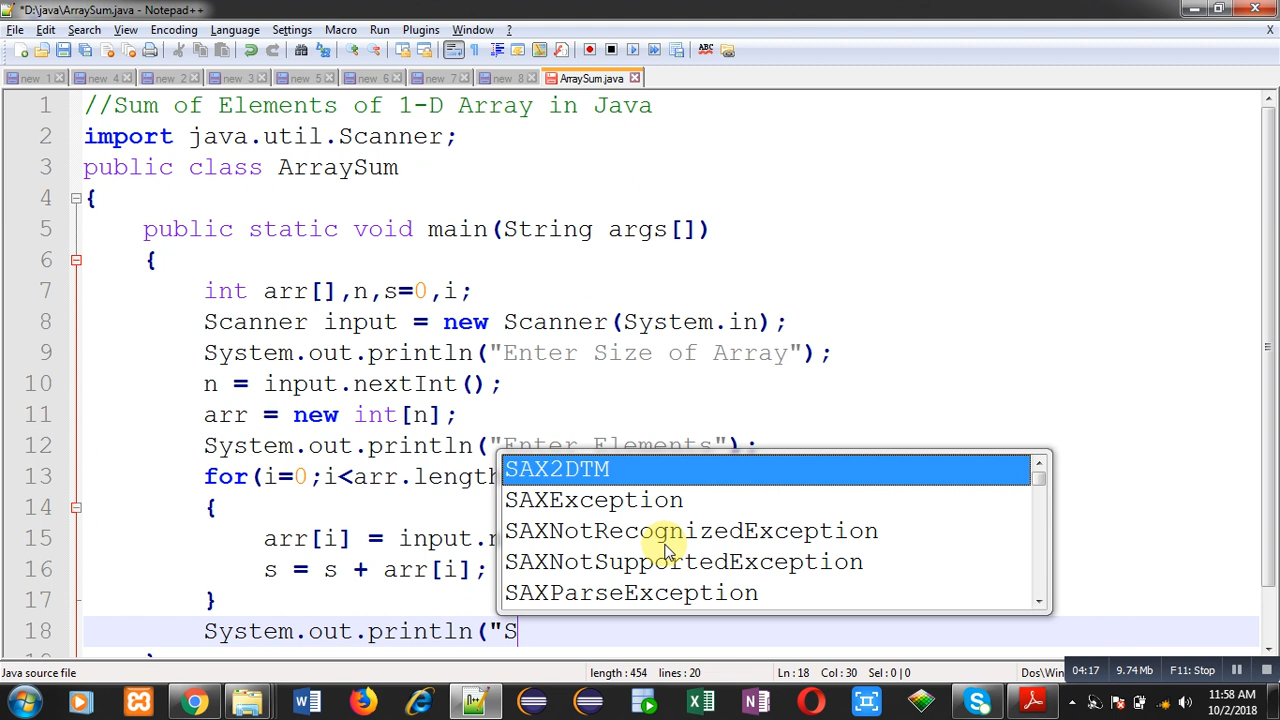 *D:\java\ArraySum.java - Notepad++
File Edit Search View Encoding Language Settings Macro Run Plugins Window ? X
new 1 new 4 new 2 new 3 new 5 new 6 new 7 new 8 ArraySum.java
1 //Sum of Elements of 1-D Array in Java
2 import java.util.Scanner;
3 public class ArraySum
4 {
5 public static void main(String args[])
6 {
7 int arr[],n,s=0,i;
8 Scanner input = new Scanner(System.in);
9 System.out.println("Enter Size of Array");
10 n = input.nextInt();
11 arr = new int[n];
12 System.out.println("Enter Elements");
13 for(i=0;i<arr.length
14 {
15 arr[i] = input.n
16 s = s + arr[i];
17 }
18 System.out.println("S
SAX2DTM
SAXException
SAXNotRecognizedException
SAXNotSupportedException
SAXParseException
Java source file length : 454 lines : 20 Ln : 18 Col : 30 Sel : 0 | 0 Dos\Win 04:17 9.74 Mb F11: Stop
11:58 AM
10/2/2018